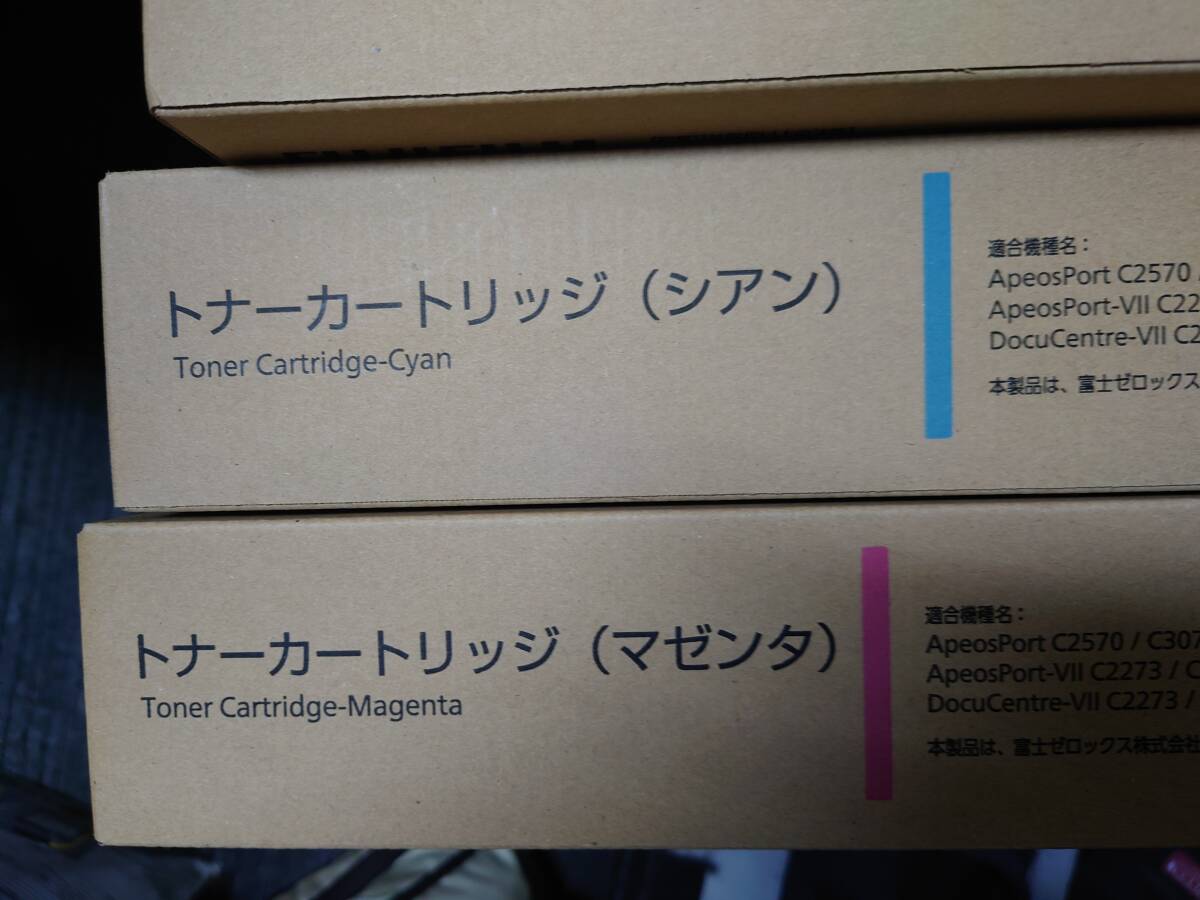 トナーカートリッジ（シアン）
Toner Cartridge-Cyan
適合機種名：
ApeosPort C2570 /
ApeosPort-VII C22
DocuCentre-VII C2
本製品は、富士ゼロックス
トナーカートリッジ（マゼンタ）
Toner Cartridge-Magenta
適合機種名：
ApeosPort C2570 / C307
ApeosPort-VII C2273 / C
DocuCentre-VII C2273 /
本製品は、富士ゼロックス株式会社